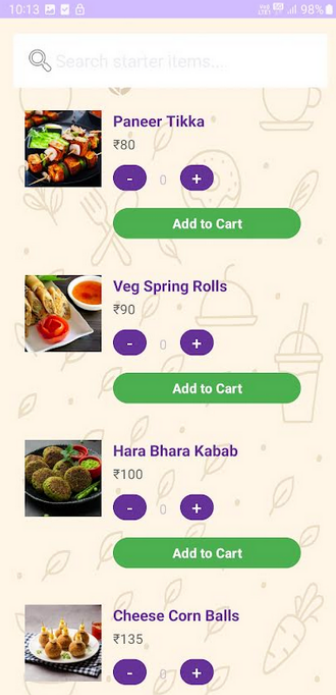 10:13 98%
Search starter items...
Paneer Tikka
₹80
- 0 +
Add to Cart
Veg Spring Rolls
₹90
- 0 +
Add to Cart
Hara Bhara Kabab
₹100
- 0 +
Add to Cart
Cheese Corn Balls
₹135
- 0 +